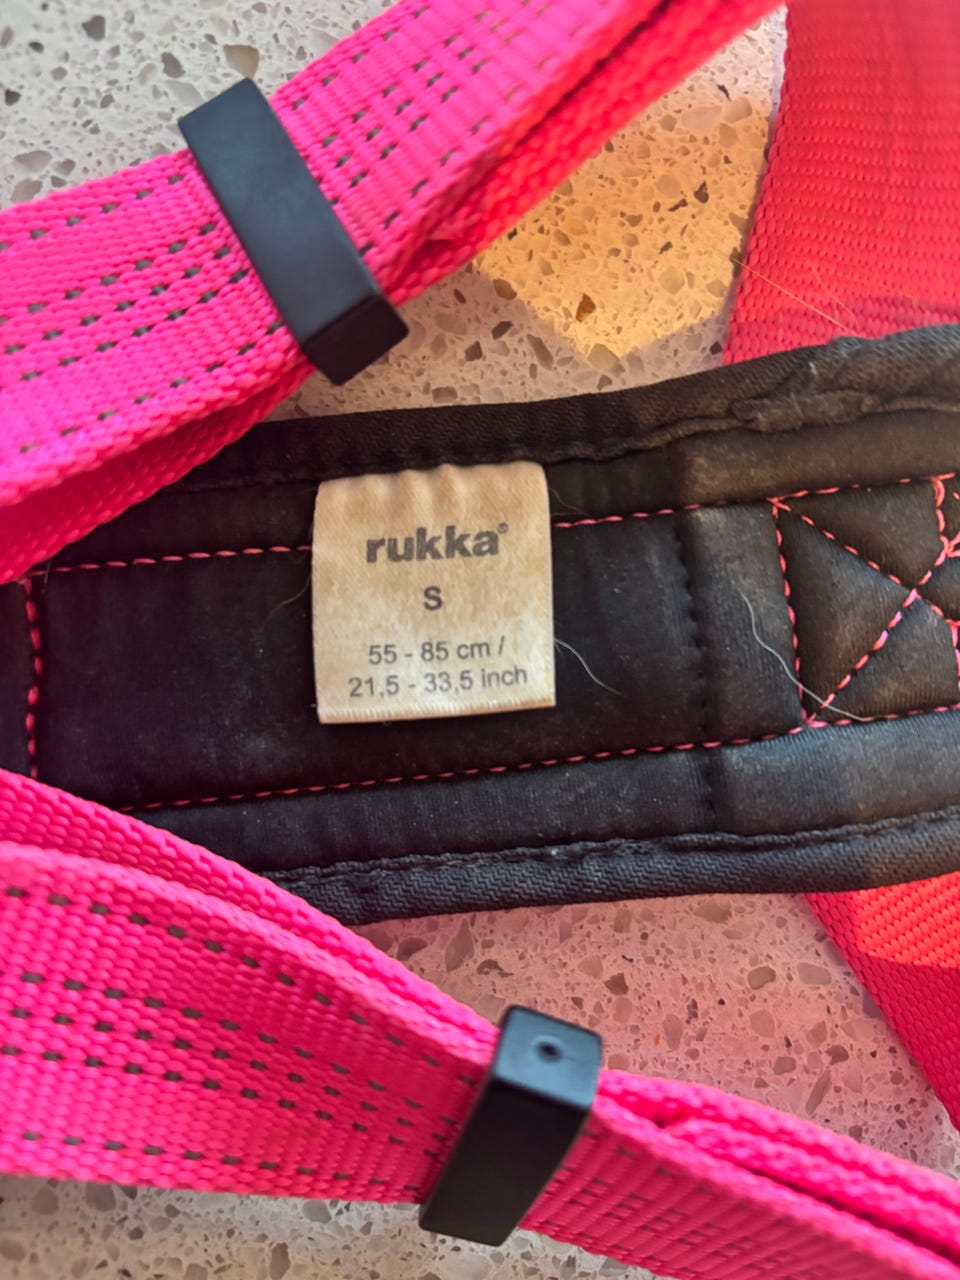 rukka®
S
55 - 85 cm /
21,5 - 33,5 inch